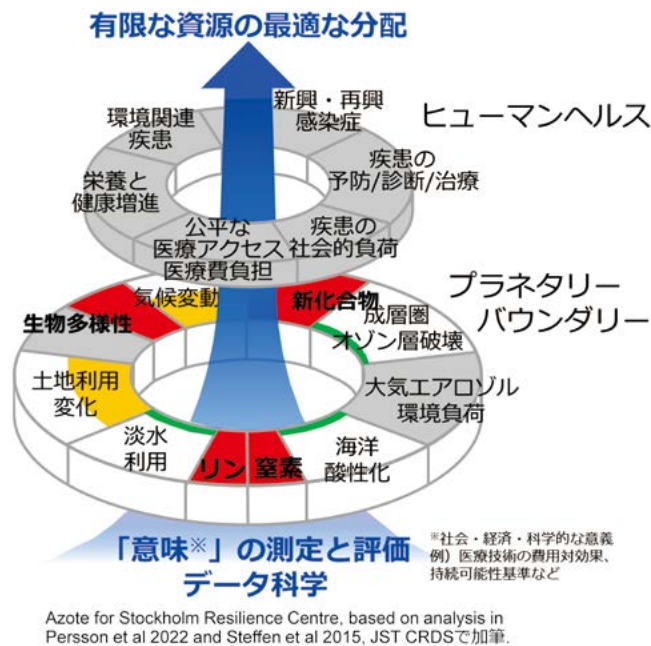 有限な資源の最適な分配
環境関連
疾患
新興・再興
感染症
ヒューマンヘルス
栄養と
健康増進
疾患の
予防/診断/治療
公平な
医療アクセス
医療費負担
疾患の
社会的負荷
プラネタリー
バウンダリー
生物多様性
気候変動
新化合物
成層圏
オゾン層破壊
土地利用
変化
大気エアロゾル
環境負荷
淡水
利用
リン
窒素
海洋
酸性化
「意味※」の測定と評価
データ科学
※社会・経済・科学的な意義
例）医療技術の費用対効果、
持続可能性基準など
Azote for Stockholm Resilience Centre, based on analysis in
Persson et al 2022 and Steffen et al 2015, JST CRDSで加筆.